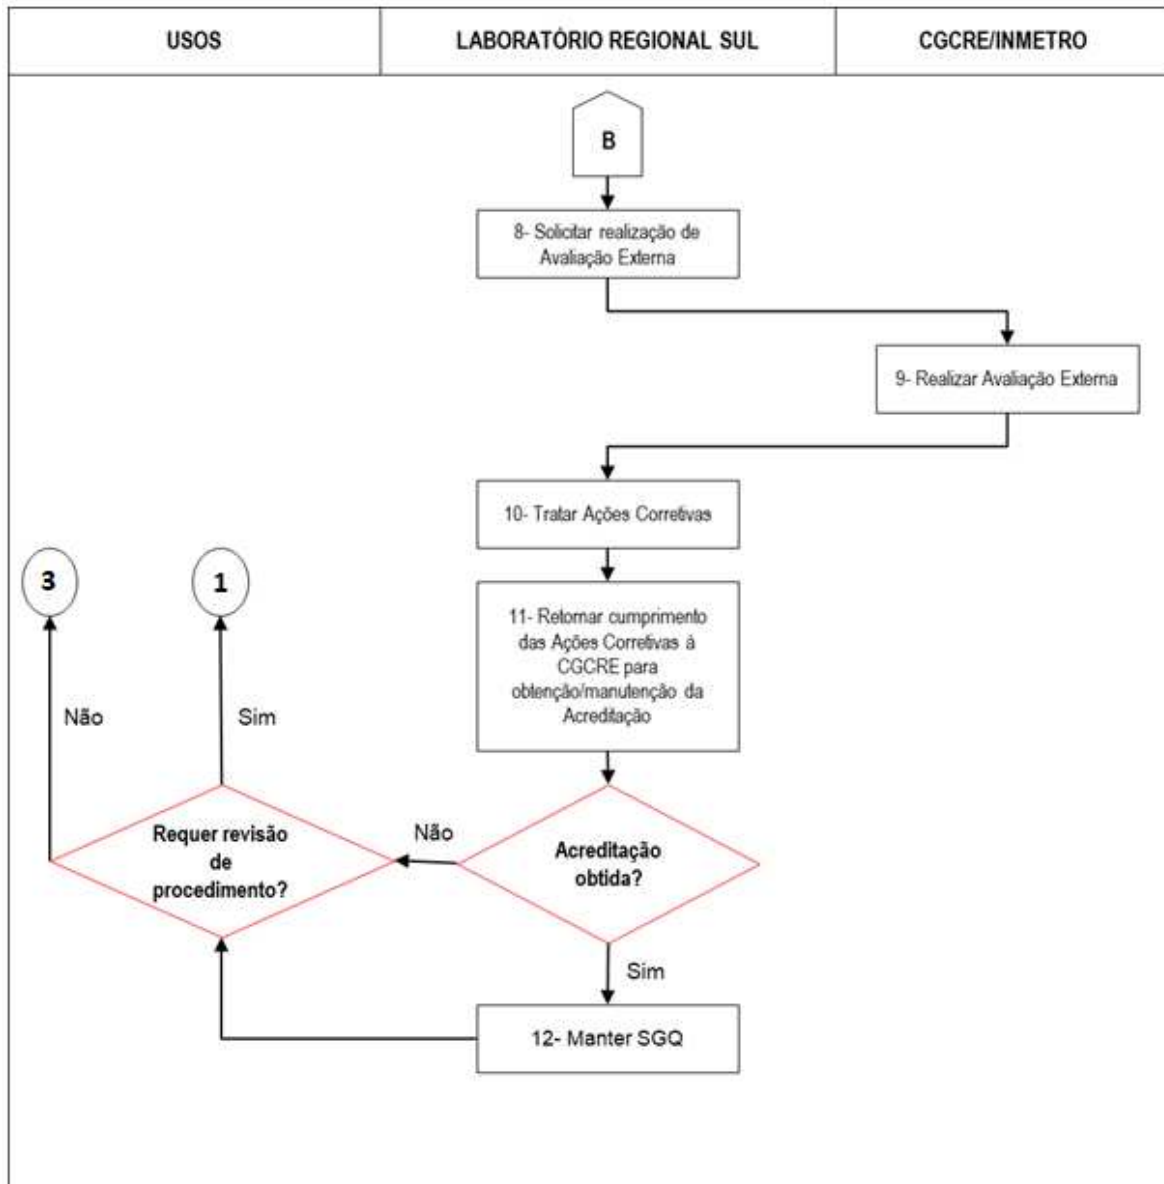 USOS
LABORATÓRIO REGIONAL SUL
CGCRE/INMETRO
B
8- Solicitar realização de
Avaliação Externa
9- Realizar Avaliação Externa
10- Tratar Ações Corretivas
3
1
11- Retornar cumprimento
das Ações Corretivas à
CGCRE para
obtenção/manutenção da
Acreditação
Não
Sim
Requer revisão
de
procedimento?
Não
Acreditação
obtida?
Sim
12- Manter SGQ